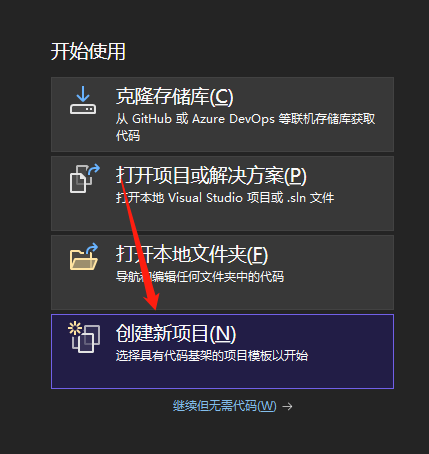 开始使用
克隆存储库(C)
从 GitHub 或 Azure DevOps 等联机存储库获取
代码
打开项目或解决方案(P)
打开本地 Visual Studio 项目或 .sln 文件
打开本地文件夹(F)
导航和编辑任何文件夹中的代码
创建新项目(N)
选择具有代码基架的项目模板以开始
继续但无需代码(W) →